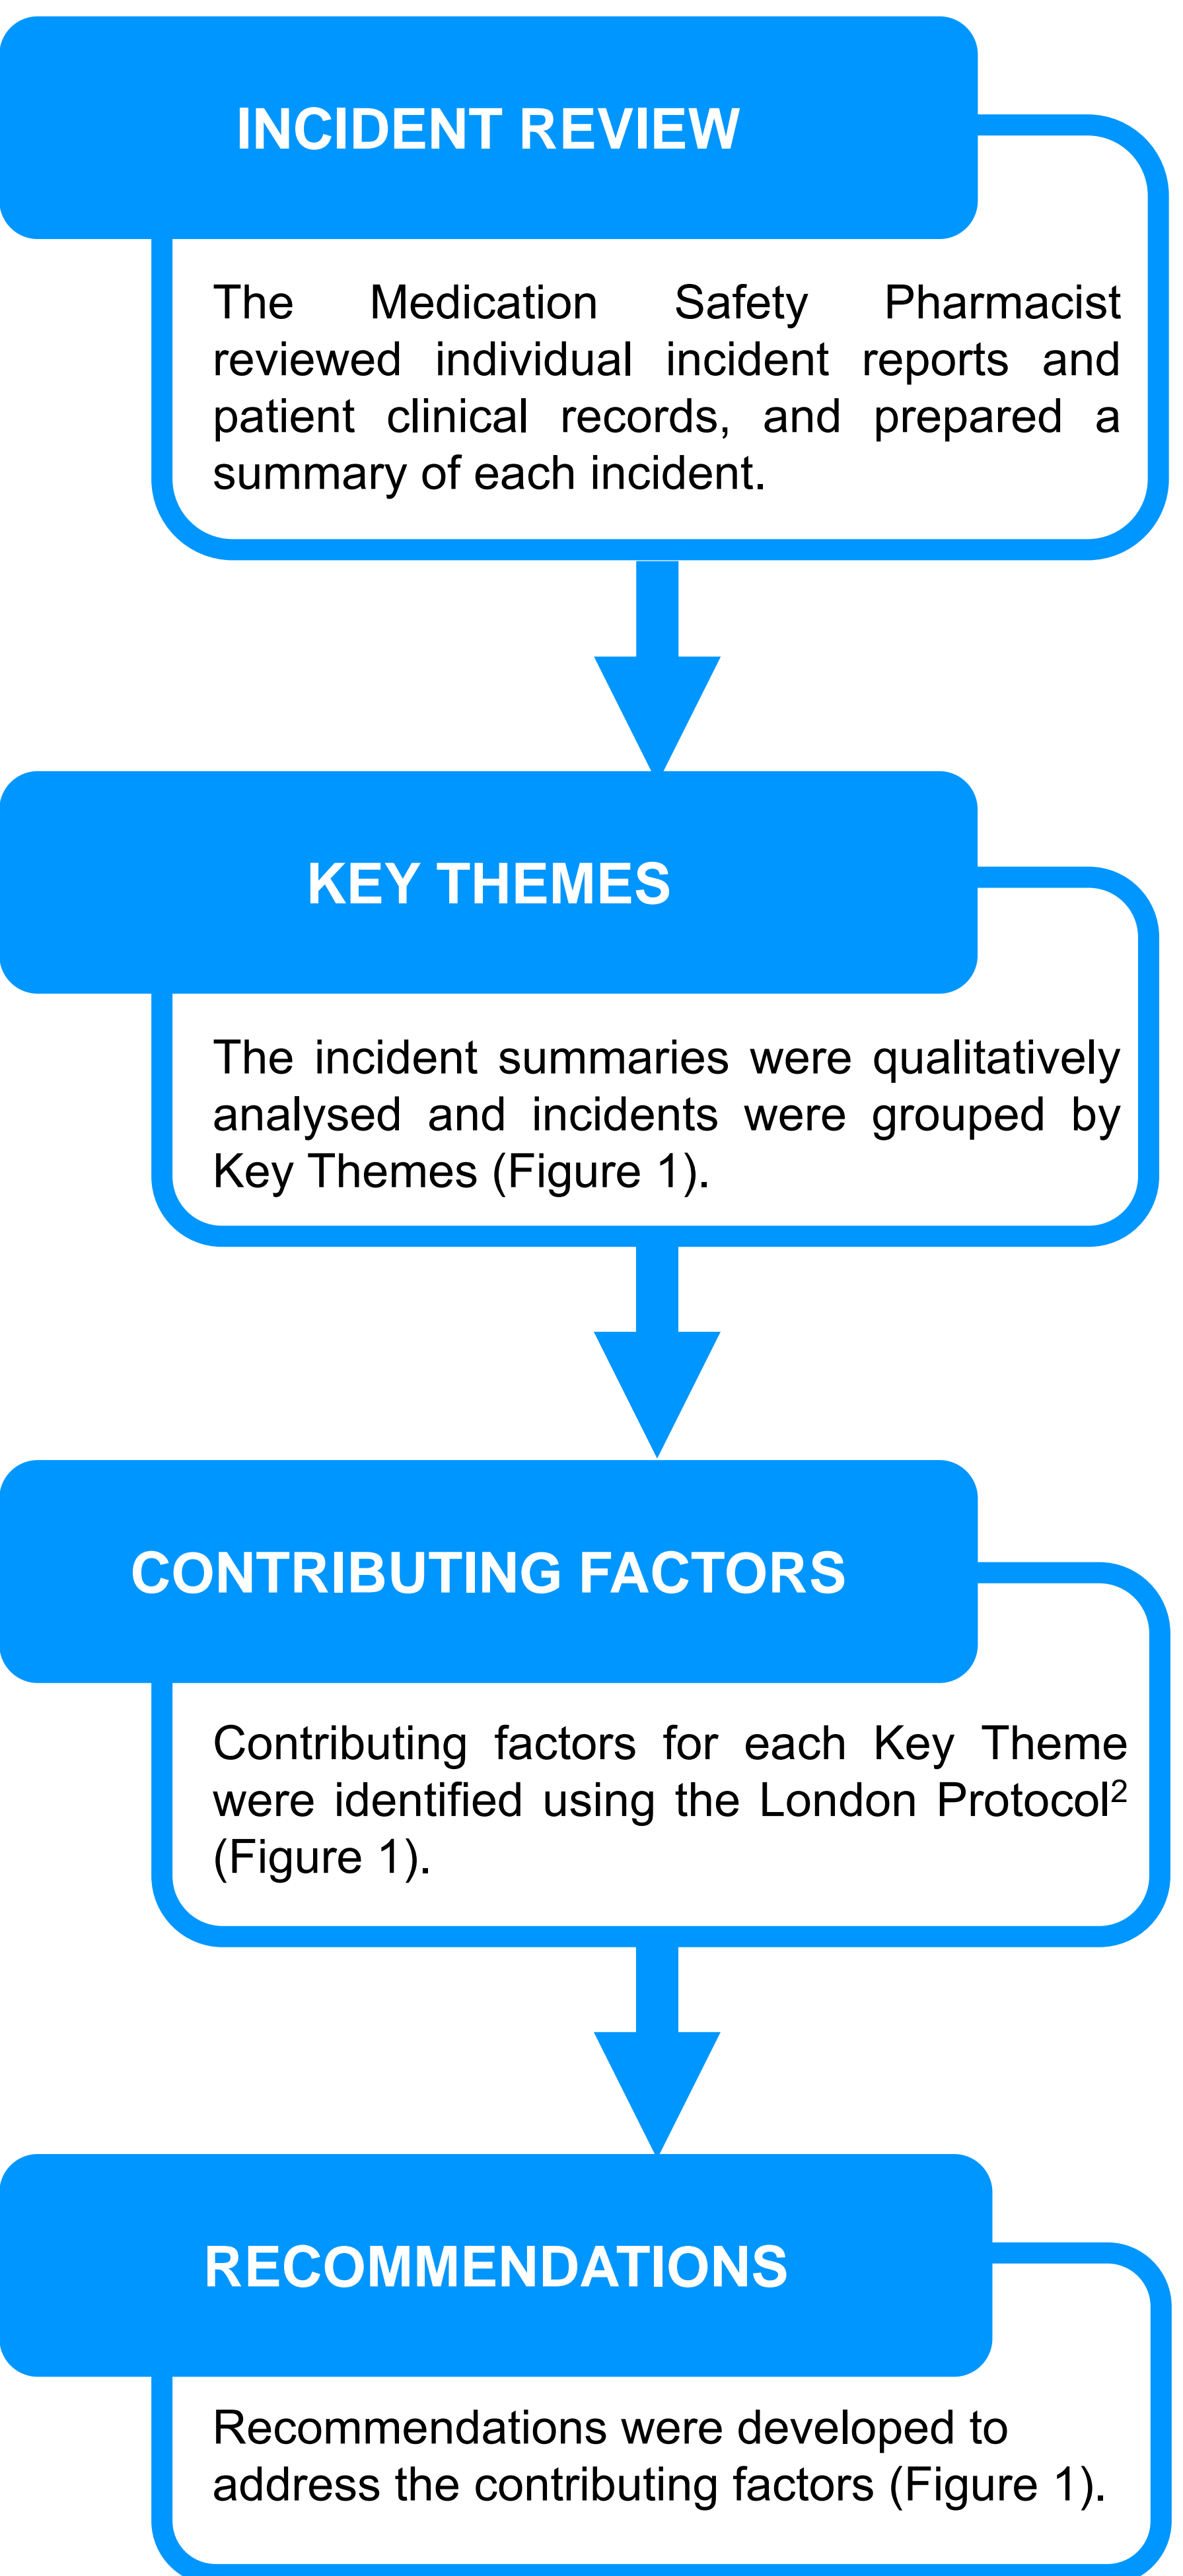 INCIDENT REVIEW
The Medication Safety Pharmacist
reviewed individual incident reports and
patient clinical records, and prepared a
summary of each incident.
KEY THEMES
The incident summaries were qualitatively
analysed and incidents were grouped by
Key Themes (Figure 1).
CONTRIBUTING FACTORS
Contributing factors for each Key Theme
were identified using the London Protocol²
(Figure 1).
RECOMMENDATIONS
Recommendations were developed to
address the contributing factors (Figure 1).